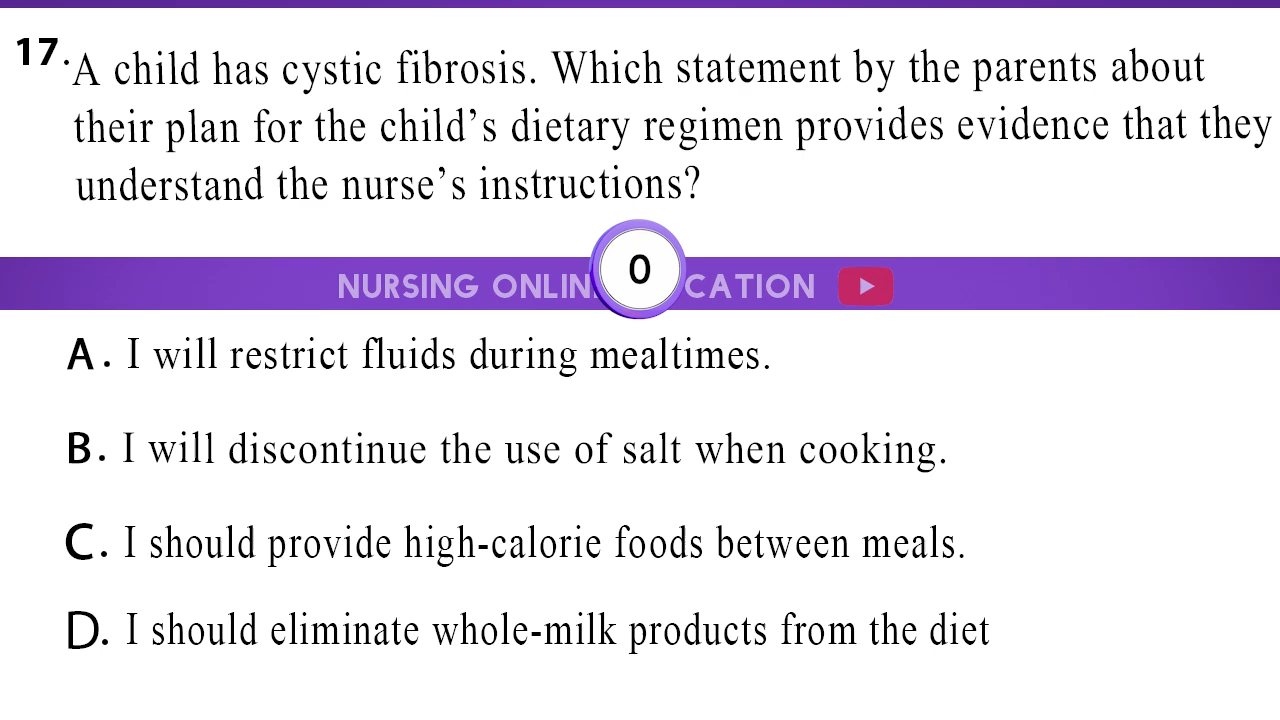 17. A child has cystic fibrosis. Which statement by the parents about
their plan for the child’s dietary regimen provides evidence that they
understand the nurse’s instructions?
0
NURSING ONLIN CATION
A. I will restrict fluids during mealtimes.
B. I will discontinue the use of salt when cooking.
C. I should provide high-calorie foods between meals.
D. I should eliminate whole-milk products from the diet